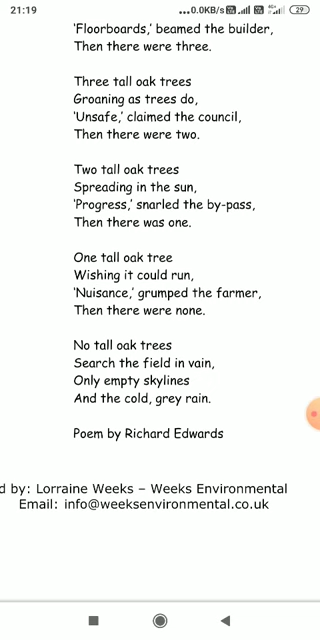 21:19 ...0.0KB/s 4G+ 29
‘Floorboards,’ beamed the builder,
Then there were three.
Three tall oak trees
Groaning as trees do,
‘Unsafe,’ claimed the council,
Then there were two.
Two tall oak trees
Spreading in the sun,
‘Progress,’ snarled the by-pass,
Then there was one.
One tall oak tree
Wishing it could run,
‘Nuisance,’ grumped the farmer,
Then there were none.
No tall oak trees
Search the field in vain,
Only empty skylines
And the cold, grey rain.
Poem by Richard Edwards
d by: Lorraine Weeks – Weeks Environmental
Email: info@weeksenvironmental.co.uk